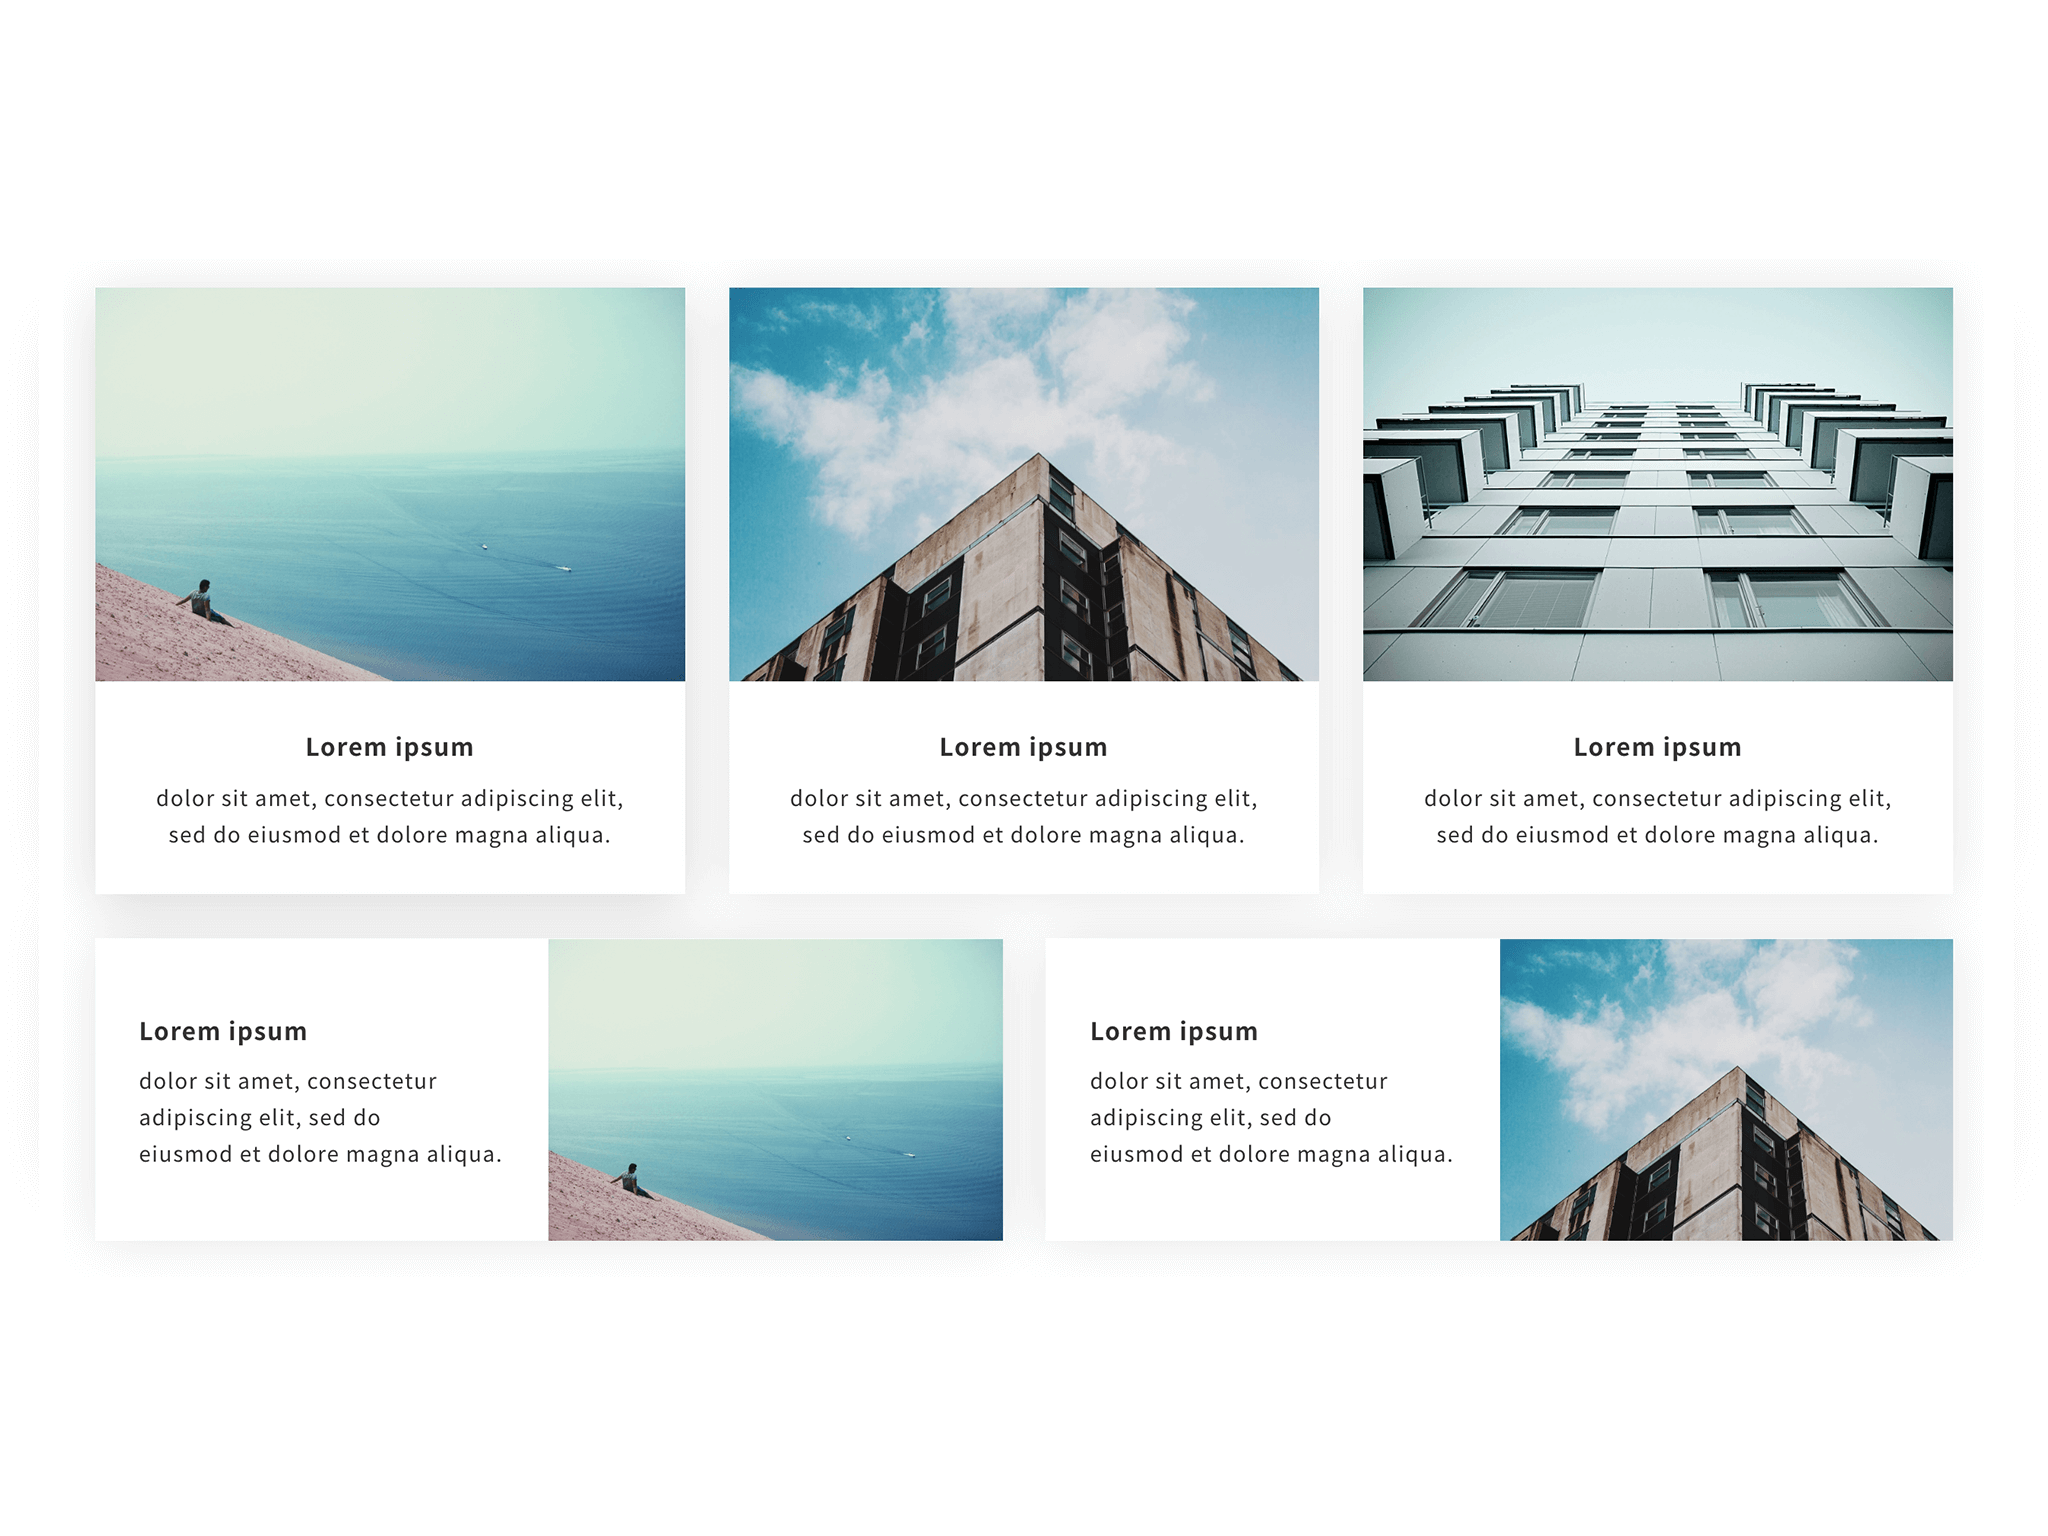 Lorem ipsum
dolor sit amet, consectetur adipiscing elit,
sed do eiusmod et dolore magna aliqua.
Lorem ipsum
dolor sit amet, consectetur adipiscing elit,
sed do eiusmod et dolore magna aliqua.
Lorem ipsum
dolor sit amet, consectetur adipiscing elit,
sed do eiusmod et dolore magna aliqua.
Lorem ipsum
dolor sit amet, consectetur
adipiscing elit, sed do
eiusmod et dolore magna aliqua.
Lorem ipsum
dolor sit amet, consectetur
adipiscing elit, sed do
eiusmod et dolore magna aliqua.